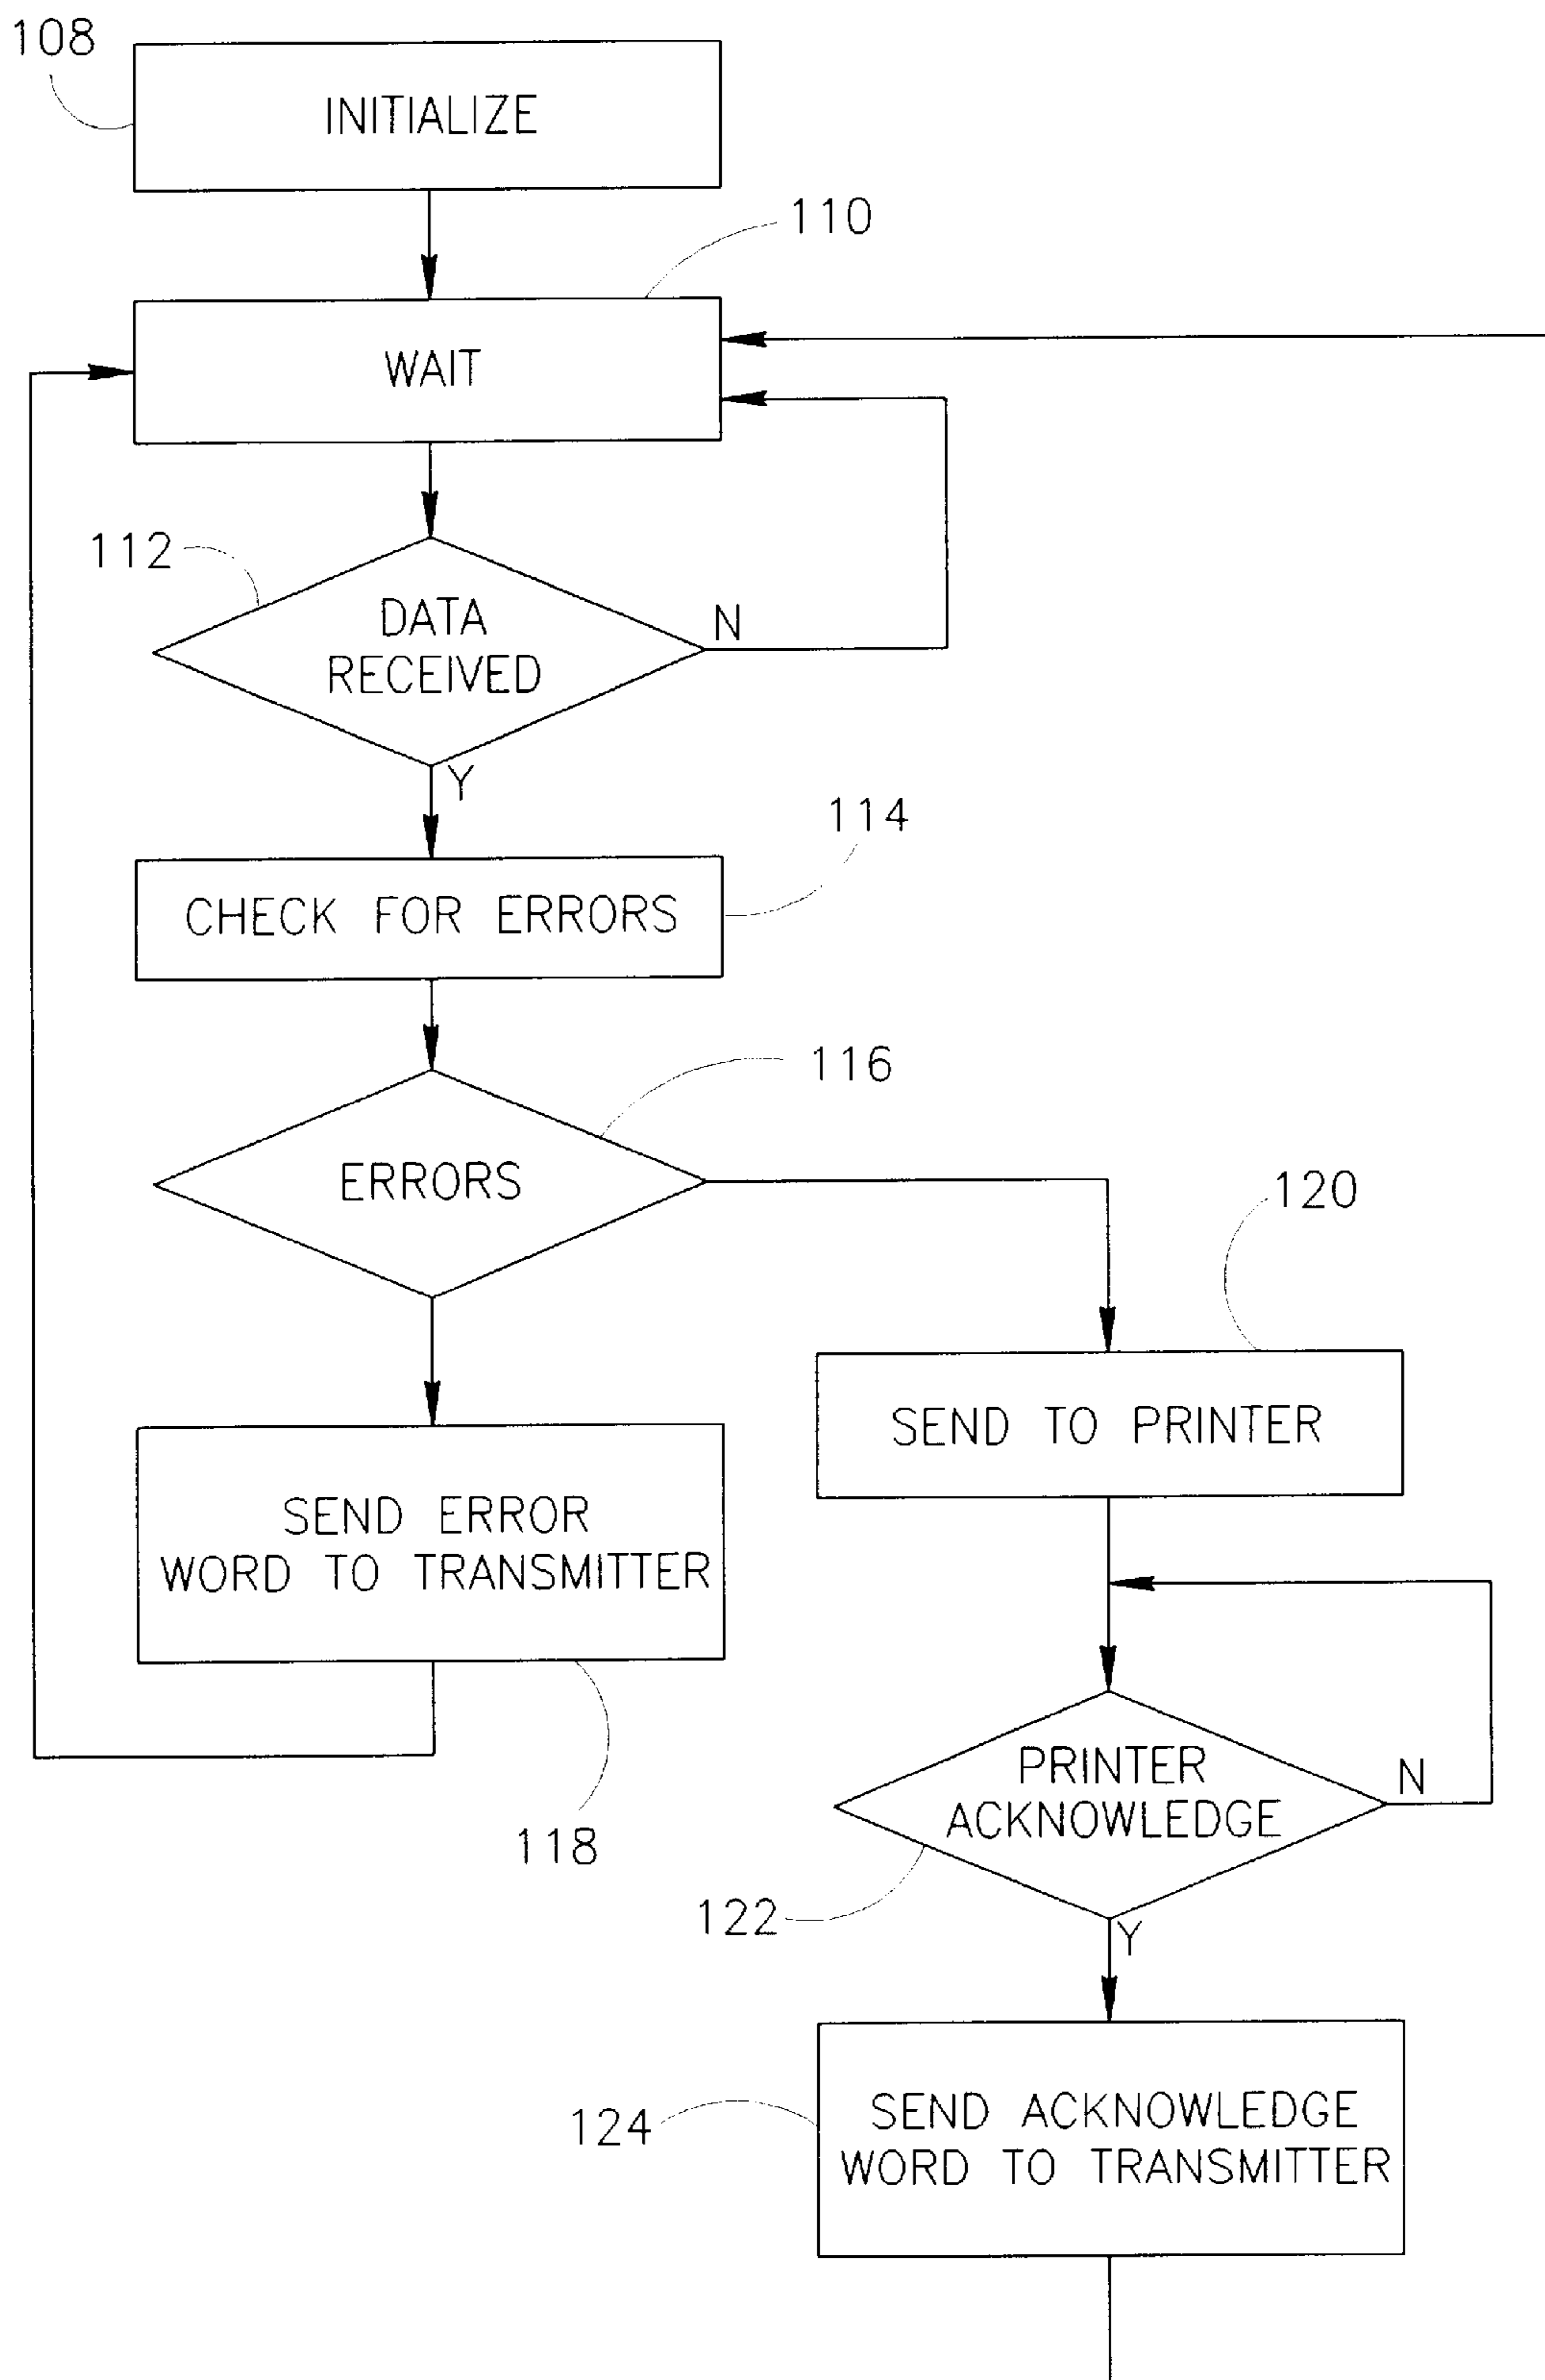 108
INITIALIZE
110
WAIT
112
DATA
RECEIVED
N
Y
114
CHECK FOR ERRORS
116
ERRORS
120
SEND TO PRINTER
SEND ERROR
WORD TO TRANSMITTER
118
PRINTER
ACKNOWLEDGE
N
122
Y
124
SEND ACKNOWLEDGE
WORD TO TRANSMITTER